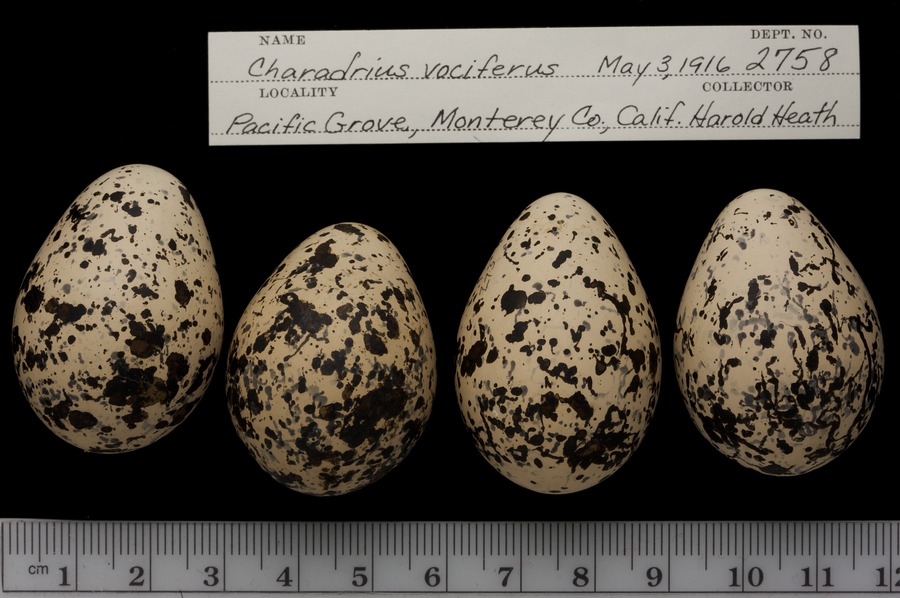 NAME DEPT. NO.
Charadrius vociferus May 3, 1916 2758
LOCALITY COLLECTOR
Pacific Grove, Monterey Co., Calif. Harold Heath
cm 1 2 3 4 5 6 7 8 9 10 11 12